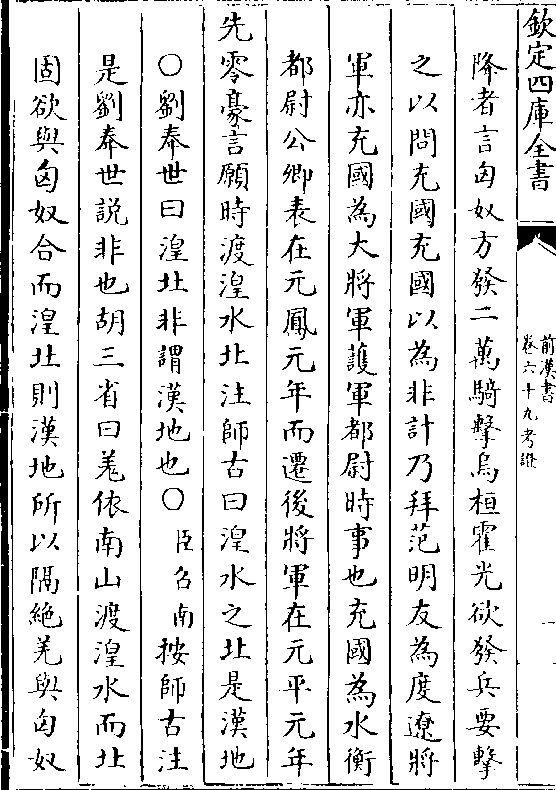 欽定四庫全書
前漢書
卷六十九考證
一
降者言匈奴方發二萬騎擊烏桓霍光欲發兵要擊
之以問充國充國以為非計乃拜范明友為度遼將
軍亦充國為大將軍護軍都尉時事也充國為水衡
都尉公卿表在元鳳元年而遷後將軍在元平元年
先零豪言願時渡湟水北注師古曰湟水之北是漢地
○劉奉世曰湟北非謂漢地也○臣召南按師古注
是劉奉世說非也胡三省曰羌依南山渡湟水而北
固欲與匈奴合而湟北則漢地所以隔絶羌與匈奴